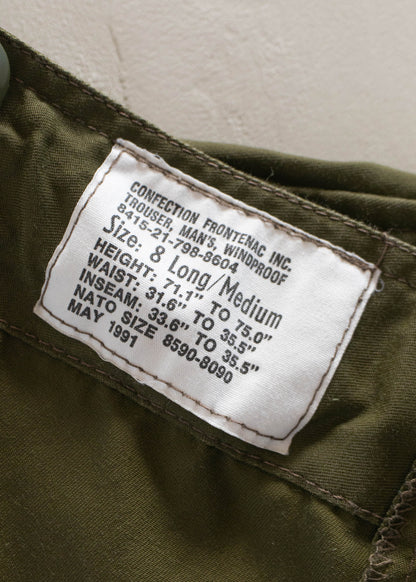 CONFECTION FRONTENAC INC.
TROUSER, MAN'S, WINDPROOF
8415-21-798-8604
Size: 8 Long/Medium
HEIGHT: 71.1" TO 75.0"
WAIST: 31.6" TO 35.5"
INSEAM: 33.6" TO 35.5"
NATO SIZE 8590-8090
MAY 1991